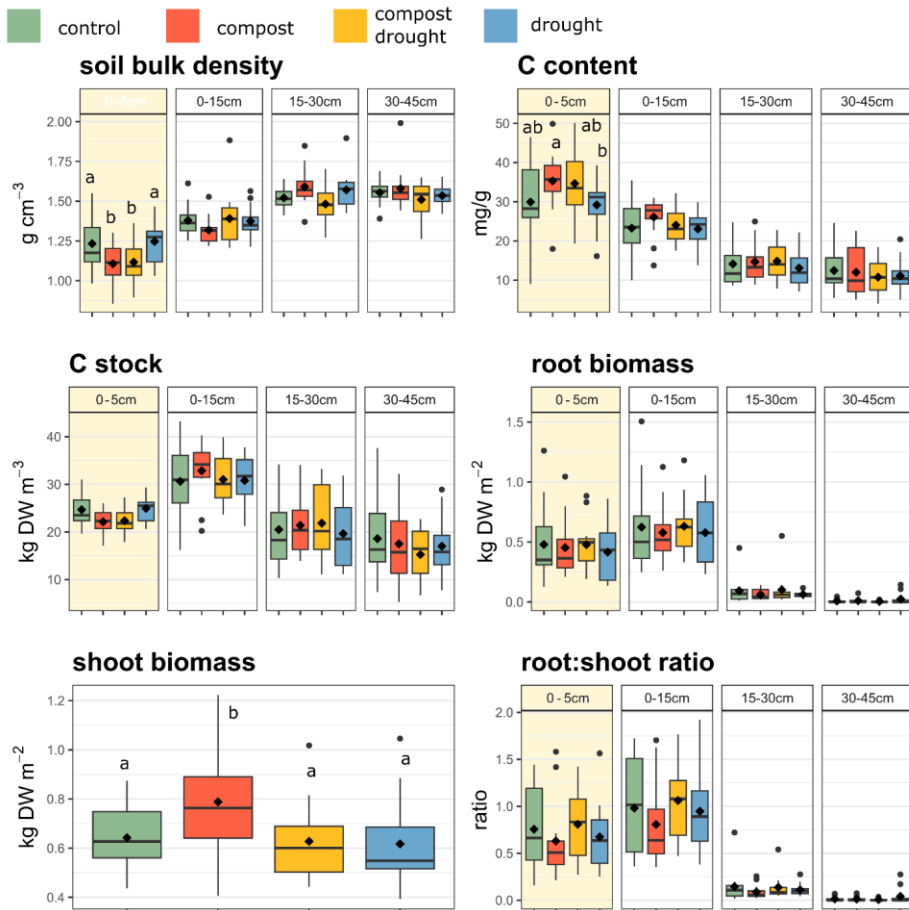 control
compost
compost
drought
drought
soil bulk density
0-5cm
0-15cm
15-30cm
30-45cm
g cm⁻³
2.00
1.75
1.50
1.25
1.00
a
b
b
a
C content
0-5cm
0-15cm
15-30cm
30-45cm
mg/g
50
40
30
20
10
ab
a
ab
b
C stock
0-5cm
0-15cm
15-30cm
30-45cm
kg DW m⁻³
40
30
20
10
root biomass
0-5cm
0-15cm
15-30cm
30-45cm
kg DW m⁻²
1.5
1.0
0.5
0.0
shoot biomass
kg DW m⁻²
1.2
1.0
0.8
0.6
0.4
a
b
a
a
root:shoot ratio
0-5cm
0-15cm
15-30cm
30-45cm
ratio
2.0
1.5
1.0
0.5
0.0